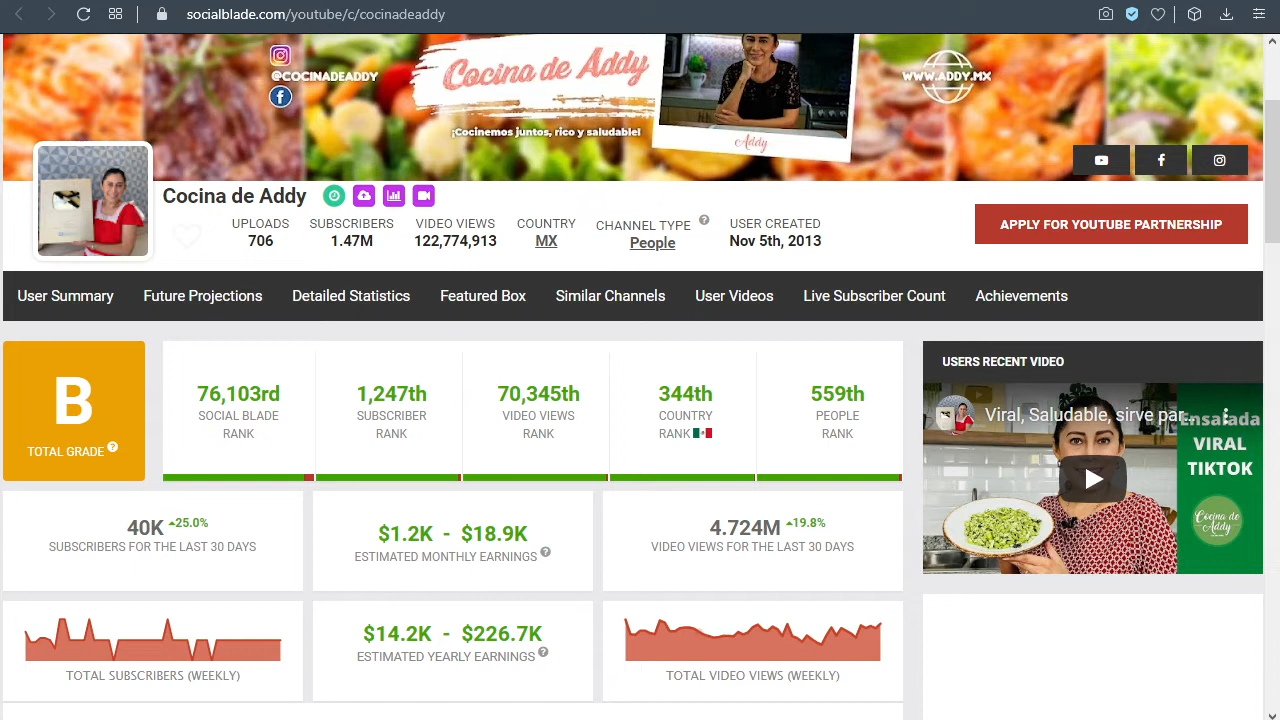 socialblade.com/youtube/c/cocinadeaddy
@COCINADEADDY
Cocina de Addy
¡Cocinemos juntos, rico y saludable!
Addy
WWW.ADDY.MX
Cocina de Addy
UPLOADS
706
SUBSCRIBERS
1.47M
VIDEO VIEWS
122,774,913
COUNTRY
MX
CHANNEL TYPE
People
USER CREATED
Nov 5th, 2013
APPLY FOR YOUTUBE PARTNERSHIP
User Summary
Future Projections
Detailed Statistics
Featured Box
Similar Channels
User Videos
Live Subscriber Count
Achievements
B
TOTAL GRADE
76,103rd
SOCIAL BLADE
RANK
1,247th
SUBSCRIBER
RANK
70,345th
VIDEO VIEWS
RANK
344th
COUNTRY
RANK
559th
PEOPLE
RANK
USERS RECENT VIDEO
Viral, Saludable, sirve par...
Ensalada
VIRAL
TIKTOK
Cocina de
Addy
40K 25.0%
SUBSCRIBERS FOR THE LAST 30 DAYS
$1.2K - $18.9K
ESTIMATED MONTHLY EARNINGS
4.724M 19.8%
VIDEO VIEWS FOR THE LAST 30 DAYS
TOTAL SUBSCRIBERS (WEEKLY)
$14.2K - $226.7K
ESTIMATED YEARLY EARNINGS
TOTAL VIDEO VIEWS (WEEKLY)